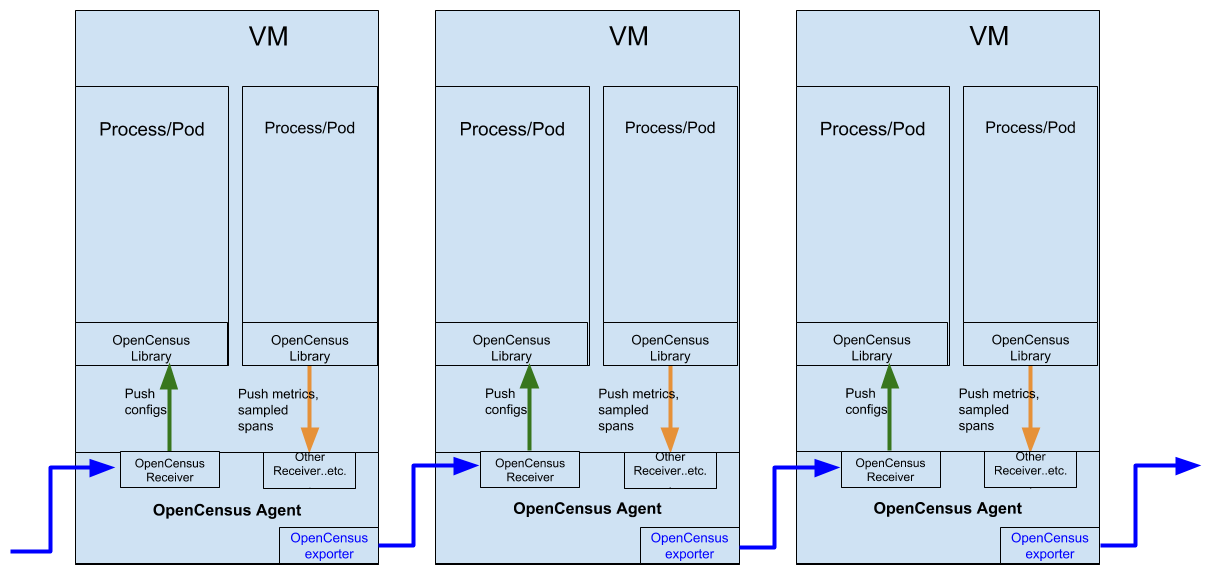 VM
Process/Pod
Process/Pod
OpenCensus
Library
OpenCensus
Library
Push
configs
Push metrics,
sampled
spans
OpenCensus
Receiver
Other
Receiver..etc.
OpenCensus Agent
OpenCensus
exporter
VM
Process/Pod
Process/Pod
OpenCensus
Library
OpenCensus
Library
Push
configs
Push metrics,
sampled
spans
OpenCensus
Receiver
Other
Receiver..etc.
OpenCensus Agent
OpenCensus
exporter
VM
Process/Pod
Process/Pod
OpenCensus
Library
OpenCensus
Library
Push
configs
Push metrics,
sampled
spans
OpenCensus
Receiver
Other
Receiver..etc.
OpenCensus Agent
OpenCensus
exporter